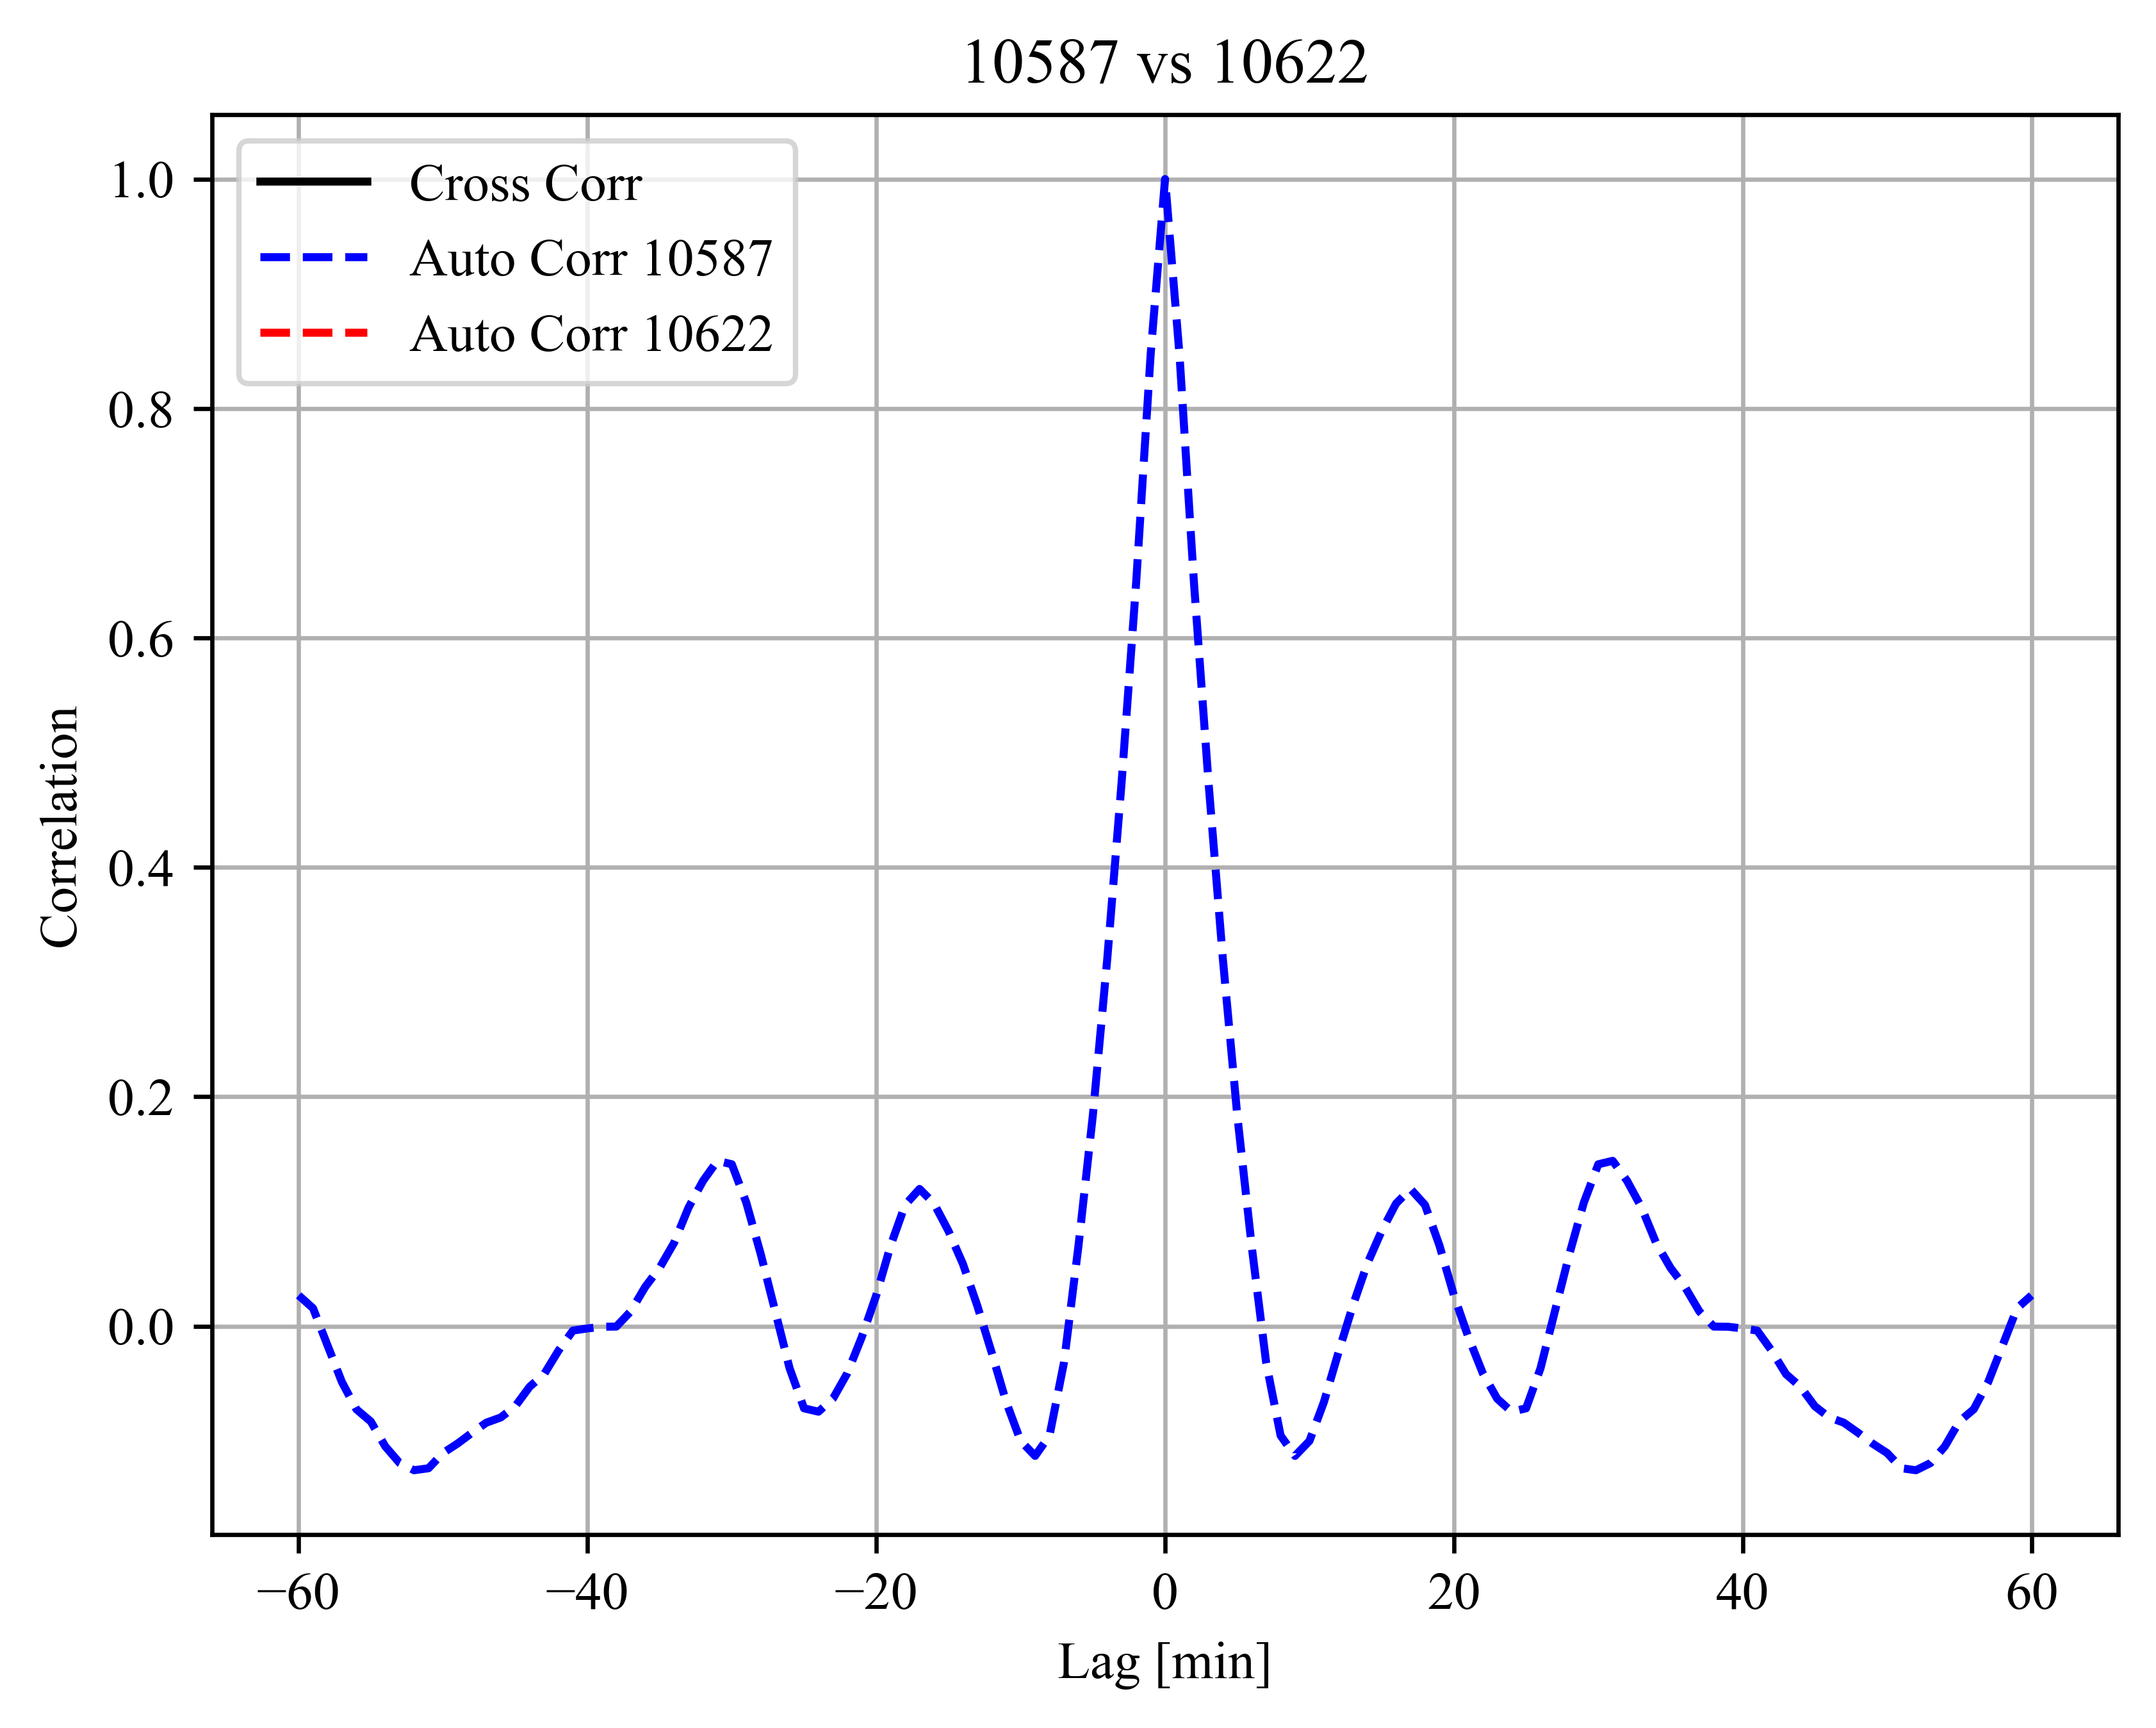 10587 vs 10622
Cross Corr
Auto Corr 10587
Auto Corr 10622
Correlation
1.0
0.8
0.6
0.4
0.2
0.0
−60 −40 −20 0 20 40 60
Lag [min]